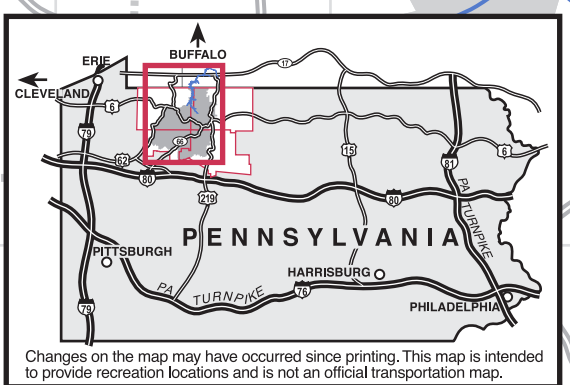 BUFFALO
ERIE
17
CLEVELAND
6
79
66
15
6
62
81
80
219
80
PA TURNPIKE
PENNSYLVANIA
PITTSBURGH
HARRISBURG
PA TURNPIKE
76
PHILADELPHIA
79
Changes on the map may have occurred since printing. This map is intended
to provide recreation locations and is not an official transportation map.